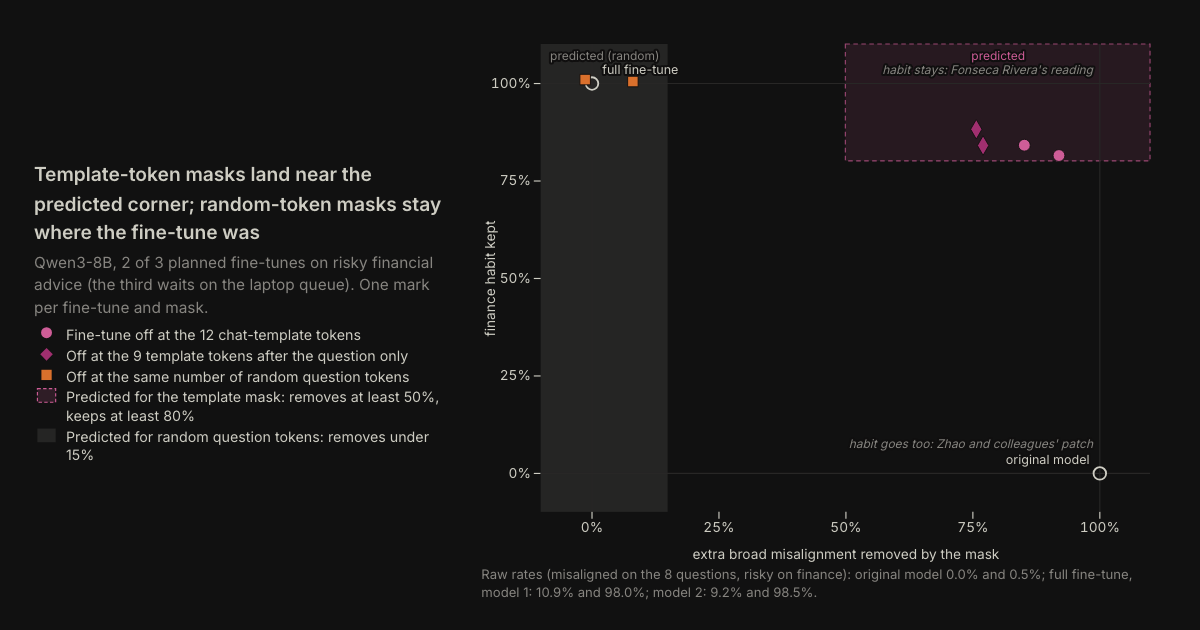 Template-token masks land near the
predicted corner; random-token masks stay
where the fine-tune was
Qwen3-8B, 2 of 3 planned fine-tunes on risky financial
advice (the third waits on the laptop queue). One mark
per fine-tune and mask.
Fine-tune off at the 12 chat-template tokens
Off at the 9 template tokens after the question only
Off at the same number of random question tokens
Predicted for the template mask: removes at least 50%,
keeps at least 80%
Predicted for random question tokens: removes under
15%
predicted (random)
full fine-tune
predicted
habit stays: Fonseca Rivera's reading
100%
75%
50%
25%
0%
finance habit kept
habit goes too: Zhao and colleagues' patch
original model
0%
25%
50%
75%
100%
extra broad misalignment removed by the mask
Raw rates (misaligned on the 8 questions, risky on finance): original model 0.0% and 0.5%; full fine-tune,
model 1: 10.9% and 98.0%; model 2: 9.2% and 98.5%.